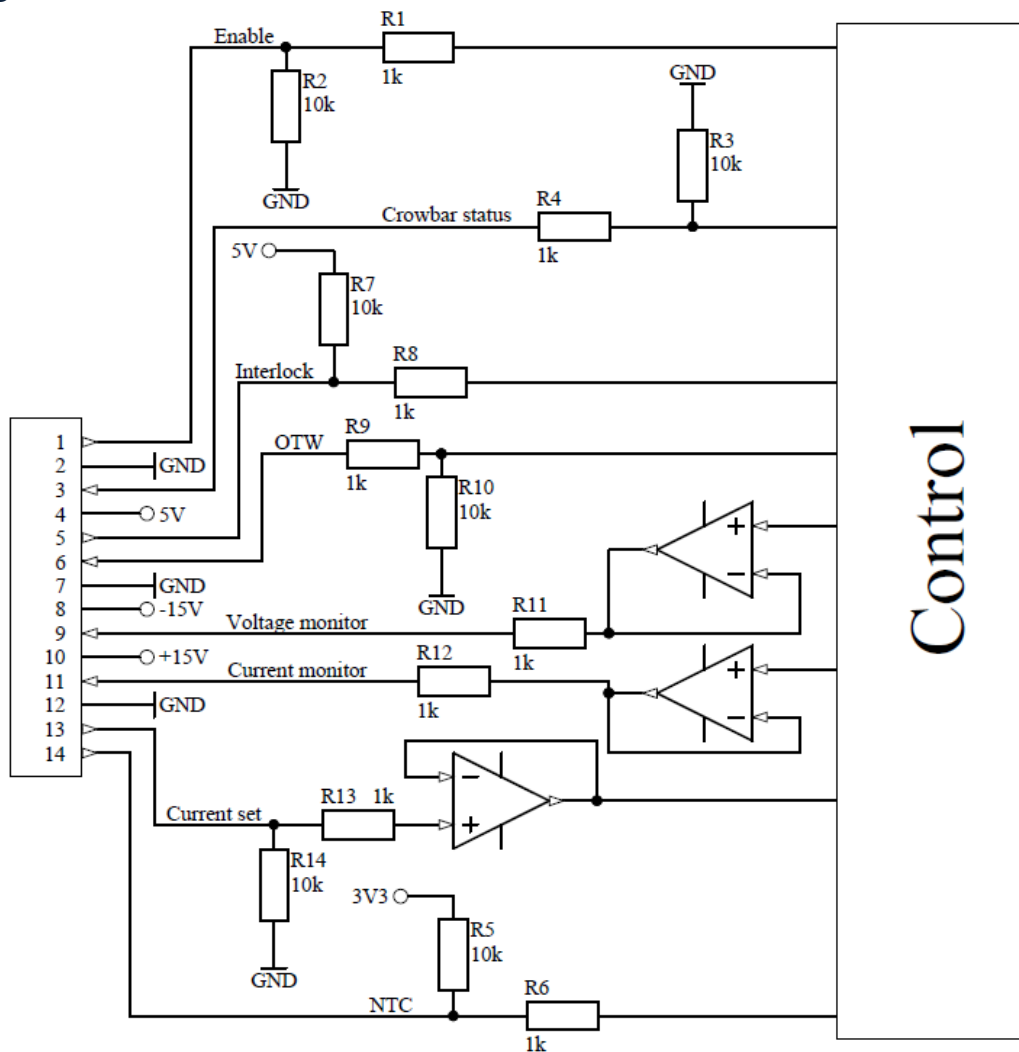 R1
Enable
1k
R2
10k
GND
GND
R3
10k
R4
Crowbar status
1k
5V
R7
10k
R8
Interlock
1k
R9
OTW
1k
R10
10k
GND
1
GND
2
3
4
5V
5
6
7
GND
8
-15V
9
10
+15V
11
12
GND
13
14
+
−
R11
Voltage monitor
1k
R12
Current monitor
1k
+
−
−
+
R13 1k
Current set
R14
10k
GND
3V3
R5
10k
R6
NTC
1k
Control